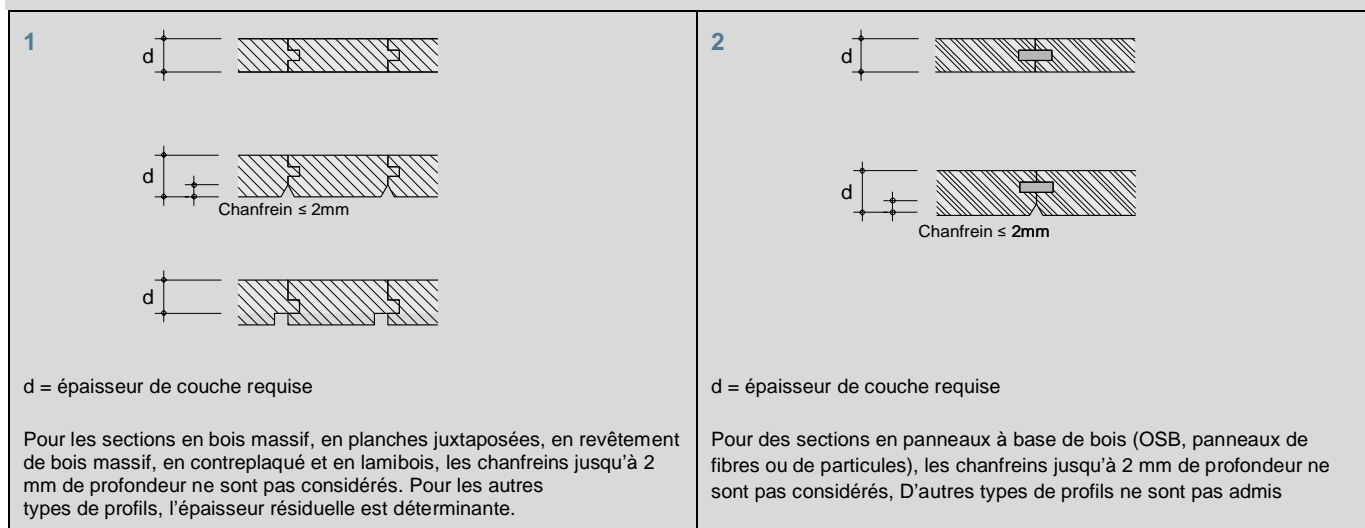 1
d
d
Chanfrein ≤ 2mm
d
d = épaisseur de couche requise
Pour les sections en bois massif, en planches juxtaposées, en revêtement
de bois massif, en contreplaqué et en lamibois, les chanfreins jusqu'à 2
mm de profondeur ne sont pas considérés. Pour les autres
types de profils, l'épaisseur résiduelle est déterminante.
2
d
d
Chanfrein ≤ 2mm
d = épaisseur de couche requise
Pour des sections en panneaux à base de bois (OSB, panneaux de
fibres ou de particules), les chanfreins jusqu'à 2 mm de profondeur ne
sont pas considérés, D'autres types de profils ne sont pas admis